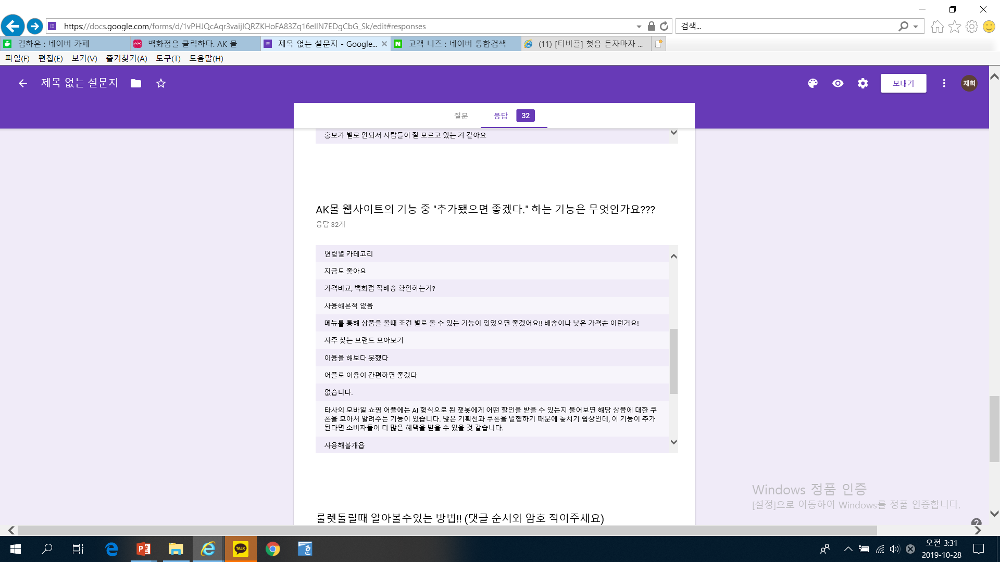 https://docs.google.com/forms/d/1vPHJQcAqr3vaijJIQRZKHoFA83Zq16eIlN7EDgCbG_Sk/edit#responses
검색...
김하은 : 네이버 카페
백화점을 클릭하다. AK 몰
제목 없는 설문지 - Google...
고객 니즈 : 네이버 통합검색
(11) [티비플] 첫음 듣자마자 ...
파일(F) 편집(E) 보기(V) 즐겨찾기(A) 도구(T) 도움말(H)
제목 없는 설문지
보내기
재희
질문
응답 32
홍보가 별로 안되서 사람들이 잘 모르고 있는 거 같아요
AK몰 웹사이트의 기능 중 "추가됐으면 좋겠다." 하는 기능은 무엇인가요???
응답 32개
연령별 카테고리
지금도 좋아요
가격비교, 백화점 직배송 확인하는거?
사용해본적 없음
메뉴를 통해 상품을 볼때 조건 별로 볼 수 있는 기능이 있었으면 좋겠어요!! 배송이나 낮은 가격순 이런거요!
자주 찾는 브랜드 모아보기
이용을 해보다 못했다
어플로 이용이 간편하면 좋겠다
없습니다.
타사의 모바일 쇼핑 어플에는 AI 형식으로 된 챗봇에게 어떤 할인을 받을 수 있는지 물어보면 해당 상품에 대한 쿠
폰을 모아서 알려주는 기능이 있습니다. 많은 기획전과 쿠폰을 발행하기 때문에 놓치기 쉽상인데, 이 기능이 추가
된다면 소비자들이 더 많은 혜택을 받을 수 있을 것 같습니다.
사용해볼개욥
룰렛돌릴때 알아볼수있는 방법!! (댓글 순서와 암호 적어주세요)
Windows 정품 인증
[설정]으로 이동하여 Windows를 정품 인증합니다.
TALK
오전 3:31
2019-10-28